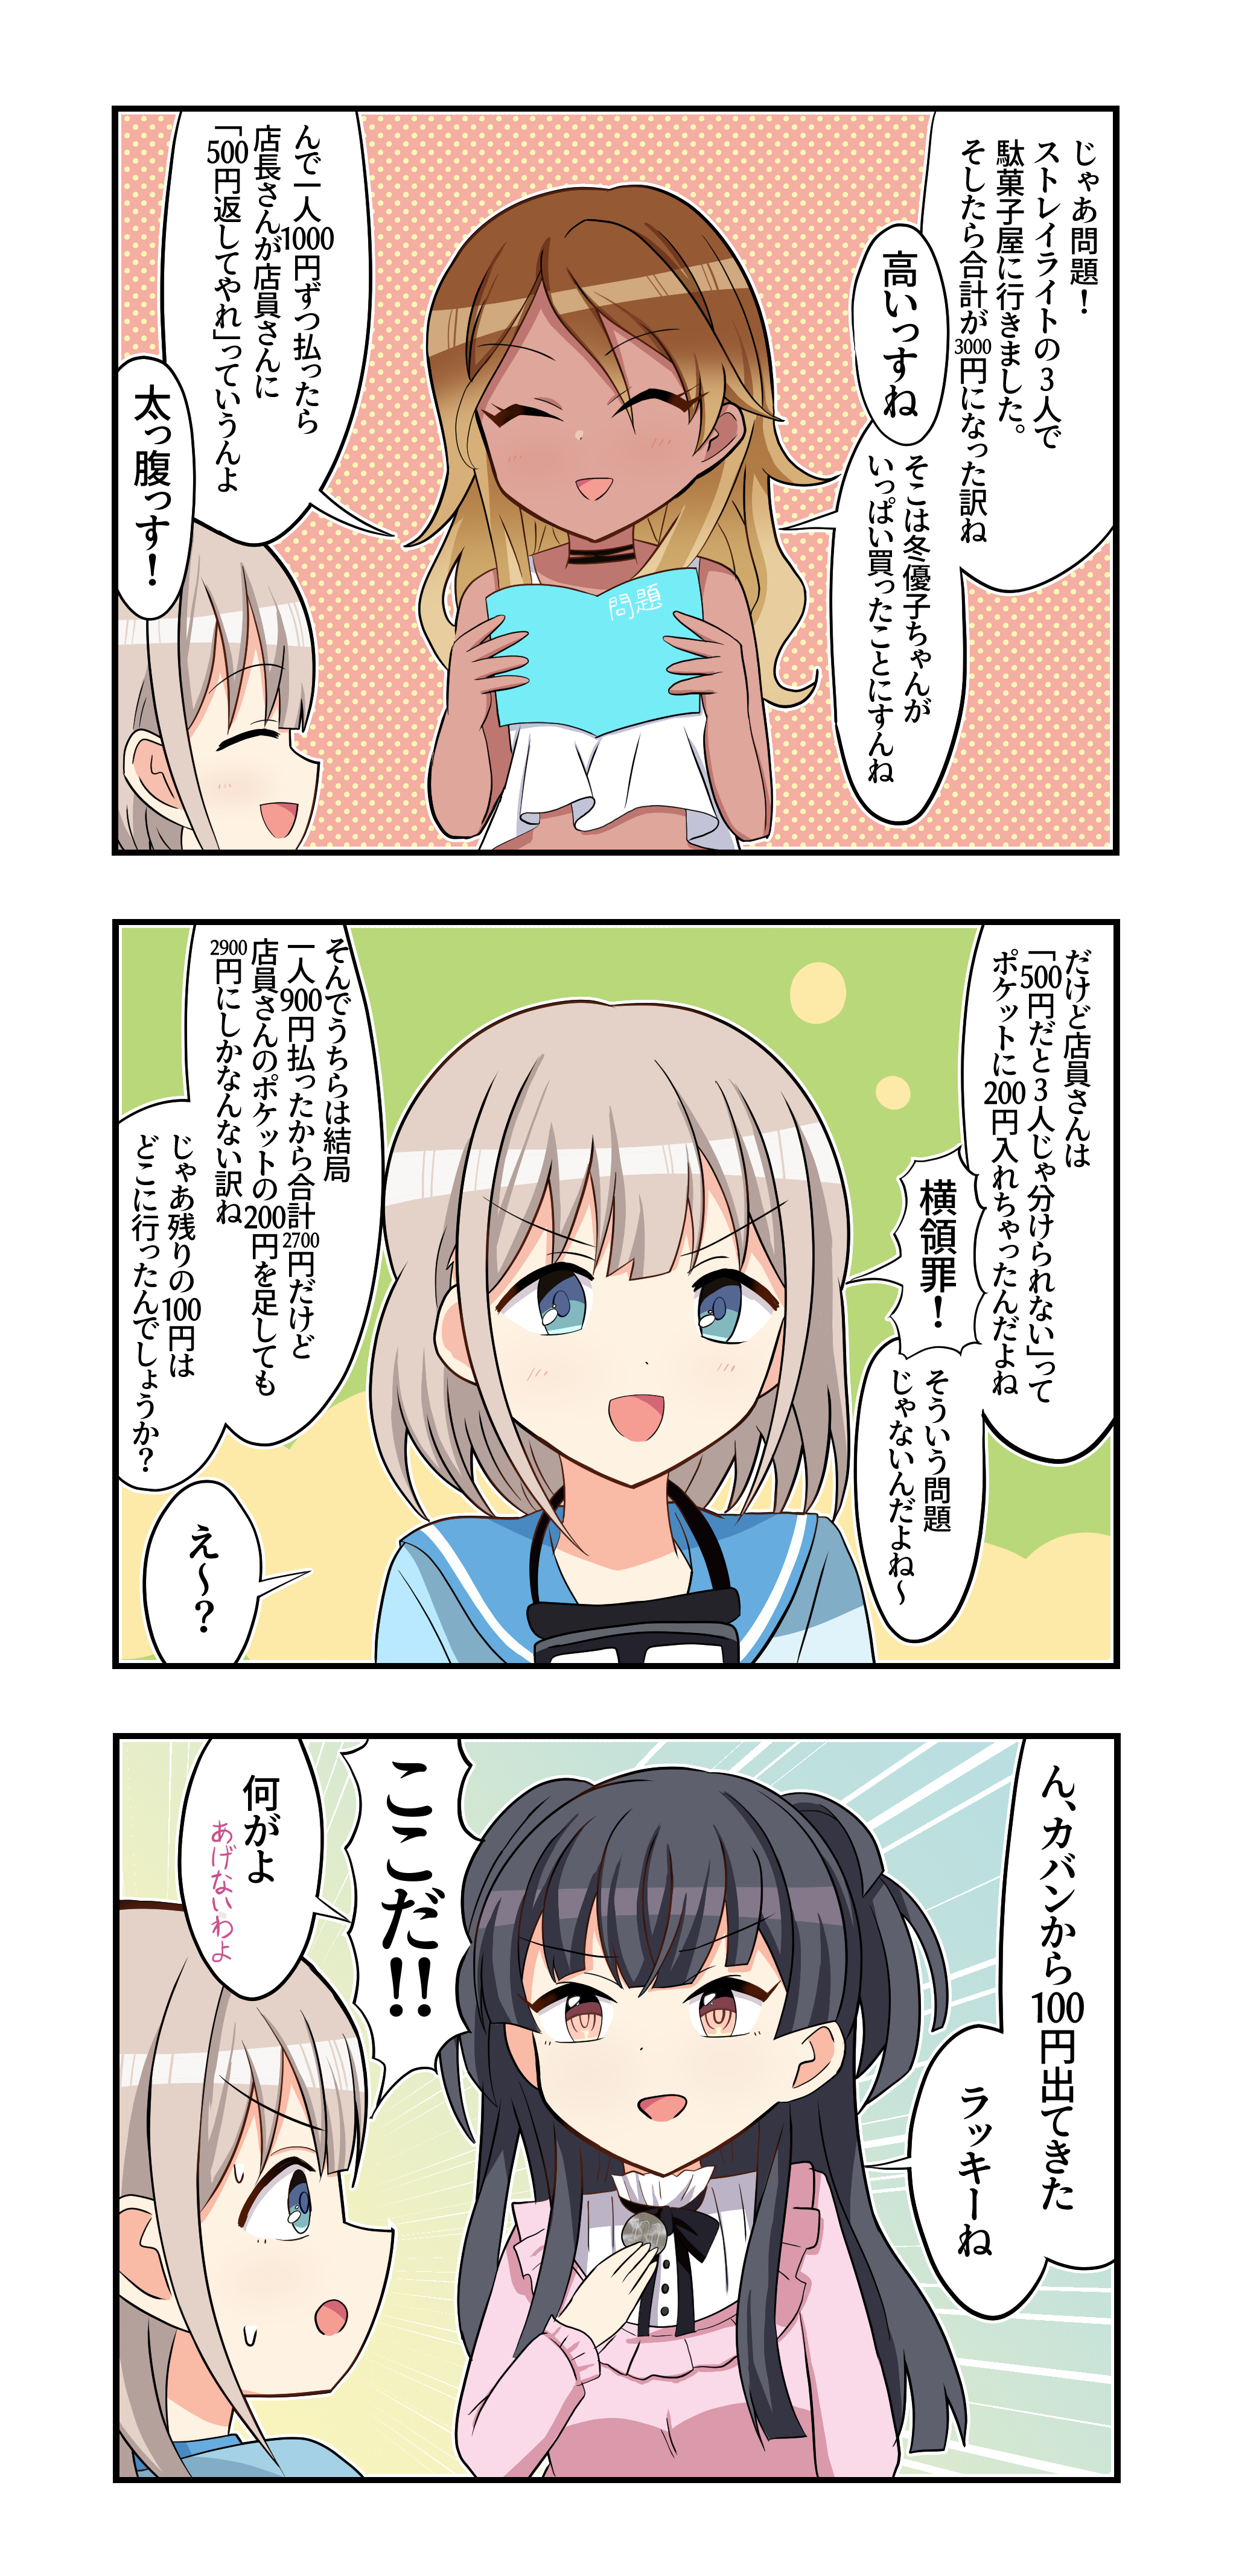 じゃあ問題！
ストレイライトの3人で
駄菓子屋に行きました。
そしたら合計が3000円になった訳ね
高いっすね
そこは冬優子ちゃんが
いっぱい買ったことにすんね
問題
んで一人1000円ずつ払ったら
店長さんが店員さんに
「500円返してやれ」っていうんよ
太っ腹っす！
だけど店員さんは
「500円だと3人じゃ分けられない」って
ポケットに200円入れちゃったんだよね
横領罪！
そういう問題
じゃないんだよね～
そんでうちらは結局
一人900円払ったから合計2700円だけど
店員さんのポケットの200円を足しても
2900円にしかなんない訳ね
じゃあ残りの100円は
どこに行ったんでしょうか？
え～？
ん、カバンから100円出てきた
ラッキーね
ここだ!!
何がよ
あげないわよ